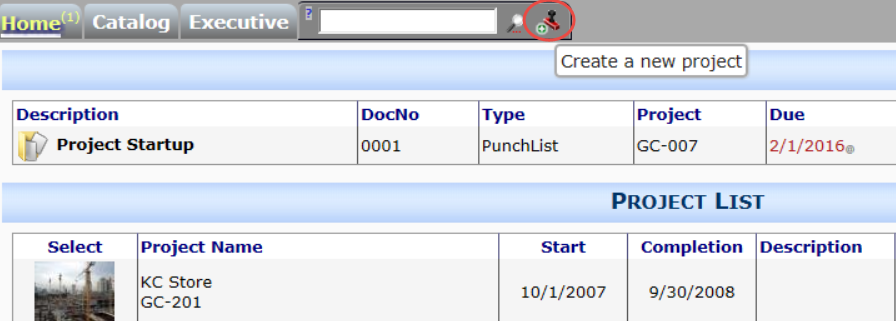 Home(1) Catalog Executive ?
Create a new project
Description DocNo Type Project Due
Project Startup 0001 PunchList GC-007 2/1/2016@
PROJECT LIST
Select Project Name Start Completion Description
KC Store
GC-201 10/1/2007 9/30/2008